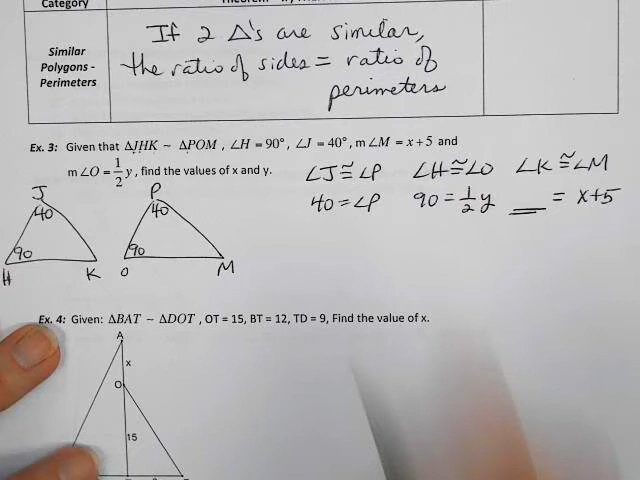 Category
Similar
Polygons -
Perimeters
If 2 Δ's are similar,
the ratio of sides = ratio of
perimeters
Ex. 3: Given that ΔJHK ~ ΔPOM, ∠H = 90°, ∠J = 40°, m∠M = x+5 and
m∠O = 1/2 y, find the values of x and y.
∠J ≅ ∠P ∠H ≅ ∠O ∠K ≅ ∠M
40 = ∠P 90 = 1/2 y __ = x+5
J
40
90
H K
P
40
90
O M
Ex. 4: Given: ΔBAT ~ ΔDOT, OT = 15, BT = 12, TD = 9, Find the value of x.
A
x
O
15